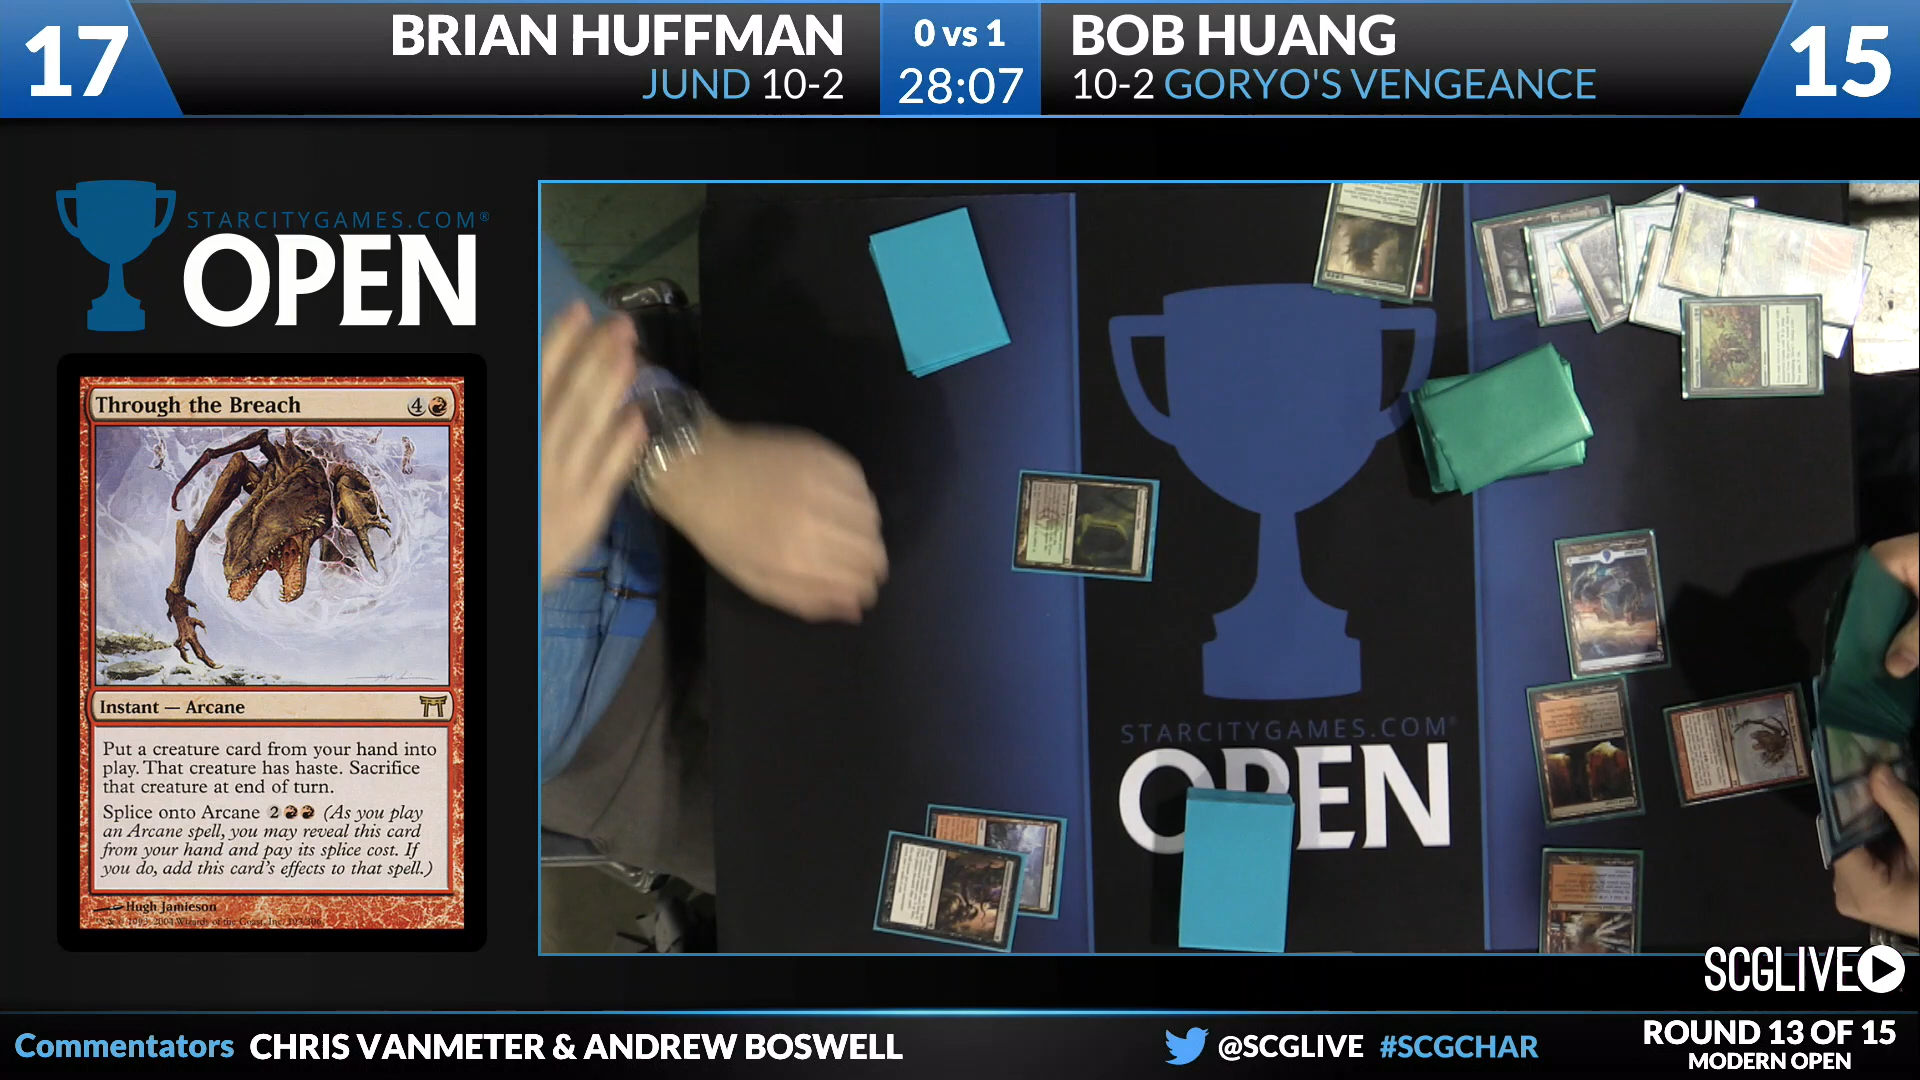 17
BRIAN HUFFMAN
JUND 10-2
0 vs 1
28:07
BOB HUANG
10-2 GORYO'S VENGEANCE
15
STARCITYGAMES.COM®
OPEN
Through the Breach 4
Instant — Arcane
Put a creature card from your hand into
play. That creature has haste. Sacrifice
that creature at end of turn.
Splice onto Arcane 2 (As you play
an Arcane spell, you may reveal this card
from your hand and pay its splice cost. If
you do, add this card's effects to that spell.)
Hugh Jamieson
STARCITYGAMES.COM®
OPEN
SCGLIVE
Commentators CHRIS VANMETER & ANDREW BOSWELL
@SCGLIVE #SCGCHAR
ROUND 13 OF 15
MODERN OPEN